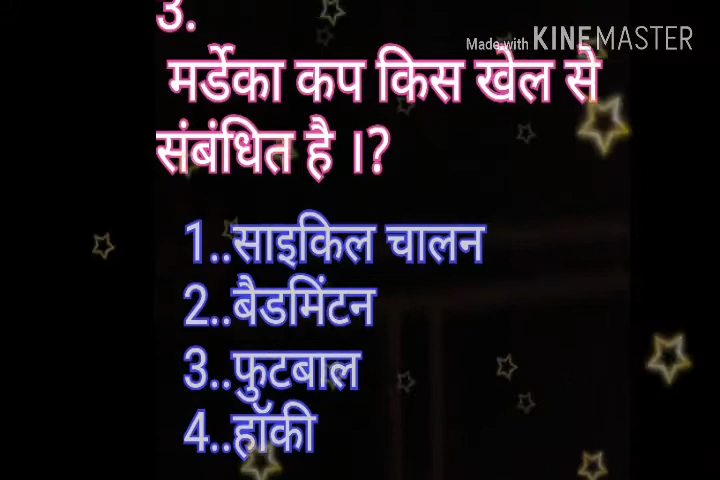 3.
Made with KINEMASTER
मर्डेका कप किस खेल से
संबंधित है ।?
1..साइकिल चालन
2..बैडमिंटन
3..फुटबाल
4..हॉकी